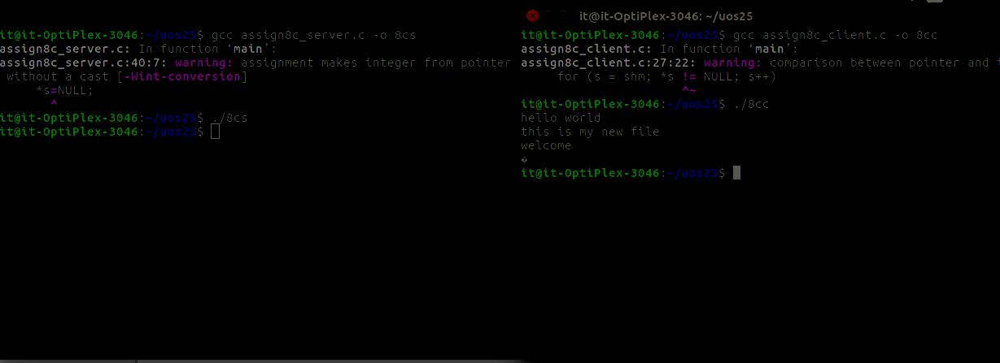 it@it-OptiPlex-3046:~/uos25$ gcc assign8c_server.c -o 8cs
assign8c_server.c: In function ‘main’:
assign8c_server.c:40:7: warning: assignment makes integer from pointer
without a cast [-Wint-conversion]
*s=NULL;
^
it@it-OptiPlex-3046:~/uos25$ ./8cs
it@it-OptiPlex-3046:~/uos25$
it@it-OptiPlex-3046: ~/uos25
it@it-OptiPlex-3046:~/uos25$ gcc assign8c_client.c -o 8cc
assign8c_client.c: In function ‘main’:
assign8c_client.c:27:22: warning: comparison between pointer and
for (s = shm; *s != NULL; s++)
^~
it@it-OptiPlex-3046:~/uos25$ ./8cc
hello world
this is my new file
welcome
�
it@it-OptiPlex-3046:~/uos25$